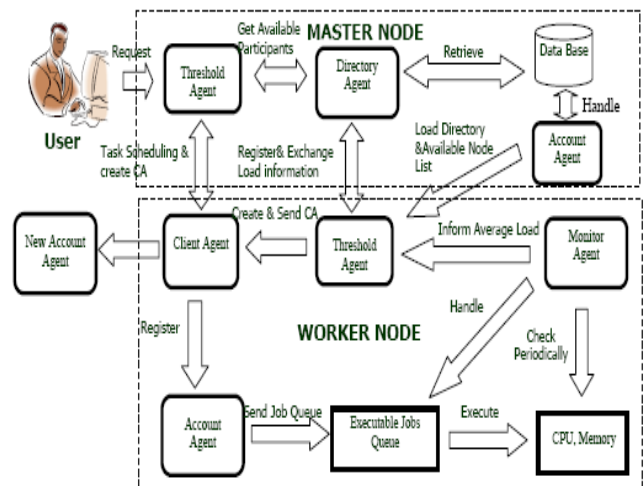 MASTER NODE
Get Available
Participants
Request
Threshold
Agent
Directory
Agent
Retrieve
Data Base
User
Handle
Task Scheduling &
create CA
Register& Exchange
Load information
Load Directory
&Available Node
List
Account
Agent
Create & Send CA
New Account
Agent
Client Agent
Threshold
Agent
Inform Average Load
Monitor
Agent
Register
WORKER NODE
Handle
Check
Periodically
Account
Agent
Send Job Queue
Executable Jobs
Queue
Execute
CPU, Memory